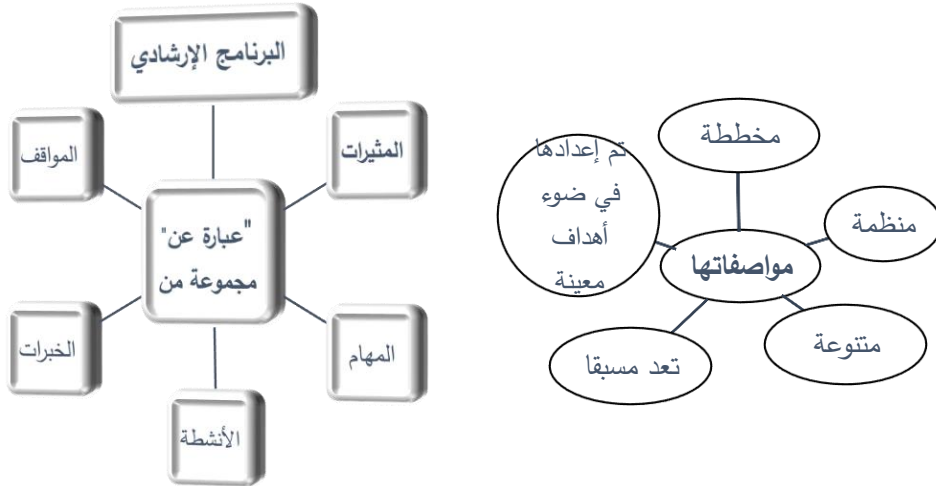 البرنامج الإرشادي
المثيرات
المواقف
"عبارة عن"
مجموعة من
المهام
الخبرات
الأنشطة
مخططة
تم إعدادها
في ضوء
أهداف
معينة
منظمة
مواصفاتها
متنوعة
تعد مسبقا